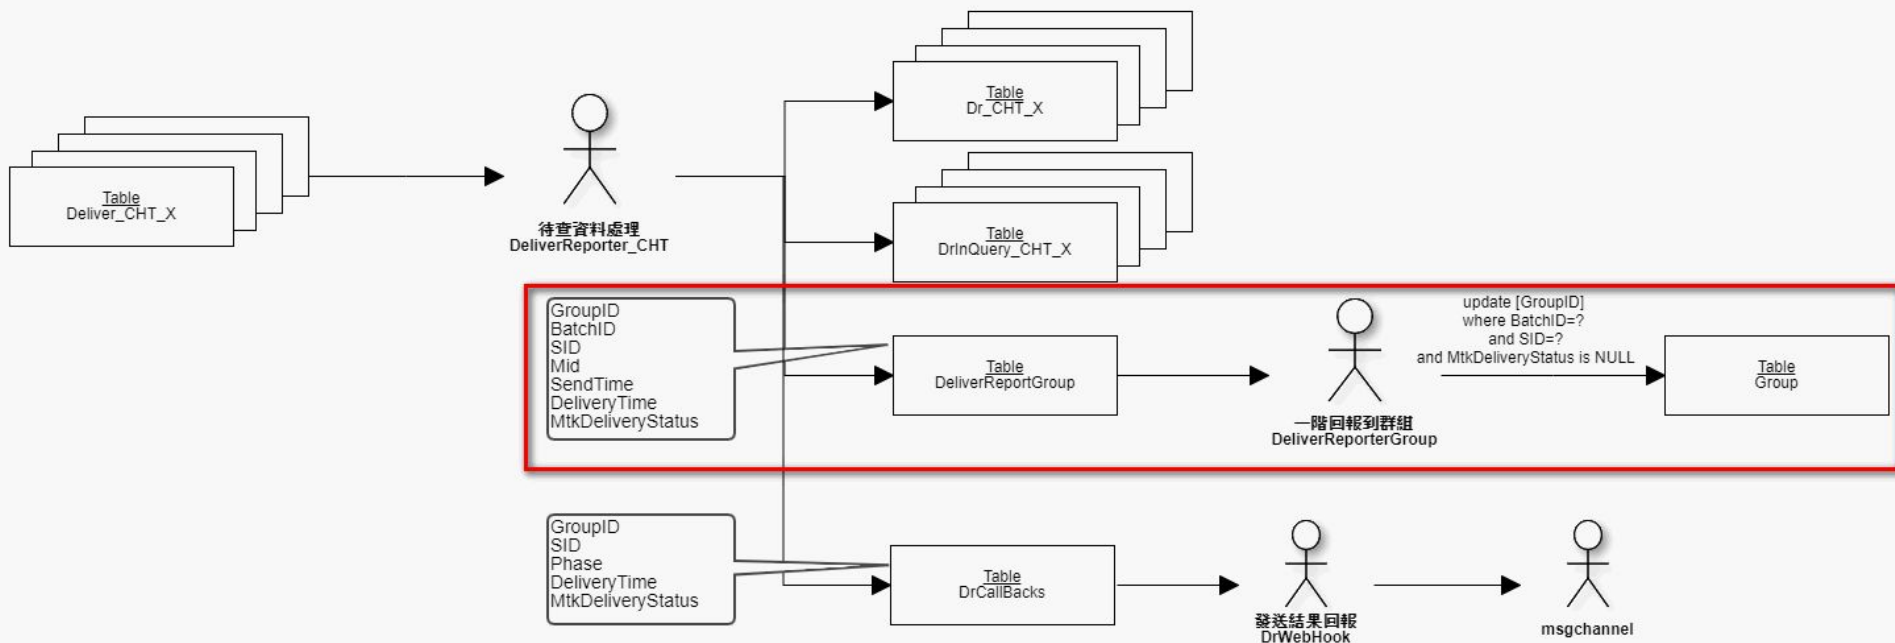 Table
Deliver_CHT_X
待查資料處理
DeliverReporter_CHT
Table
Dr_CHT_X
Table
DrInQuery_CHT_X
GroupID
BatchID
SID
Mid
SendTime
DeliveryTime
MtkDeliveryStatus
Table
DeliverReportGroup
一階回報到群組
DeliverReporterGroup
update [GroupID]
where BatchID=?
and SID=?
and MtkDeliveryStatus is NULL
Table
Group
GroupID
SID
Phase
DeliveryTime
MtkDeliveryStatus
Table
DrCallBacks
發送結果回報
DrWebHook
msgchannel